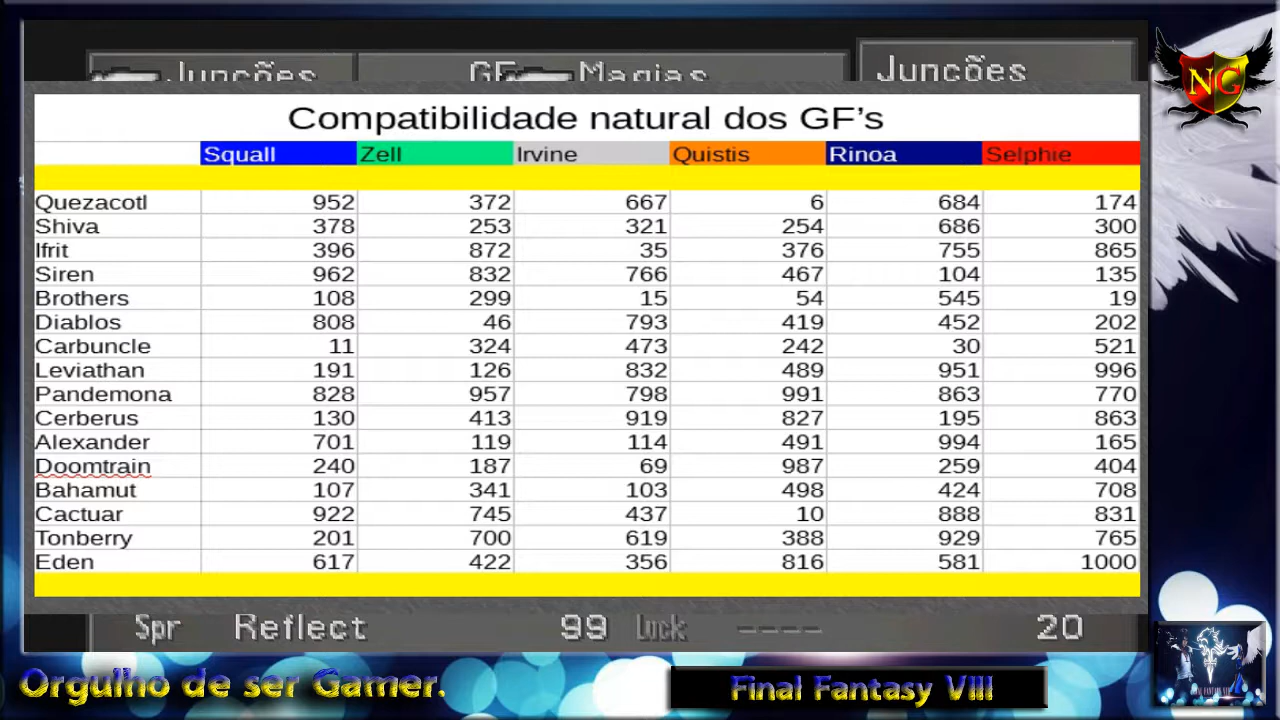 Junções GF Magias Junções
Compatibilidade natural dos GF's
Squall Zell Irvine Quistis Rinoa Selphie
Quezacotl 952 372 667 6 684 174
Shiva 378 253 321 254 686 300
Ifrit 396 872 35 376 755 865
Siren 962 832 766 467 104 135
Brothers 108 299 15 54 545 19
Diablos 808 46 793 419 452 202
Carbuncle 11 324 473 242 30 521
Leviathan 191 126 832 489 951 996
Pandemona 828 957 798 991 863 770
Cerberus 130 413 919 827 195 863
Alexander 701 119 114 491 994 165
Doomtrain 240 187 69 987 259 404
Bahamut 107 341 103 498 424 708
Cactuar 922 745 437 10 888 831
Tonberry 201 700 619 388 929 765
Eden 617 422 356 816 581 1000
Spr Reflect 99 Luck ---- 20
Orgulho de ser Gamer.
Final Fantasy VIII
NG